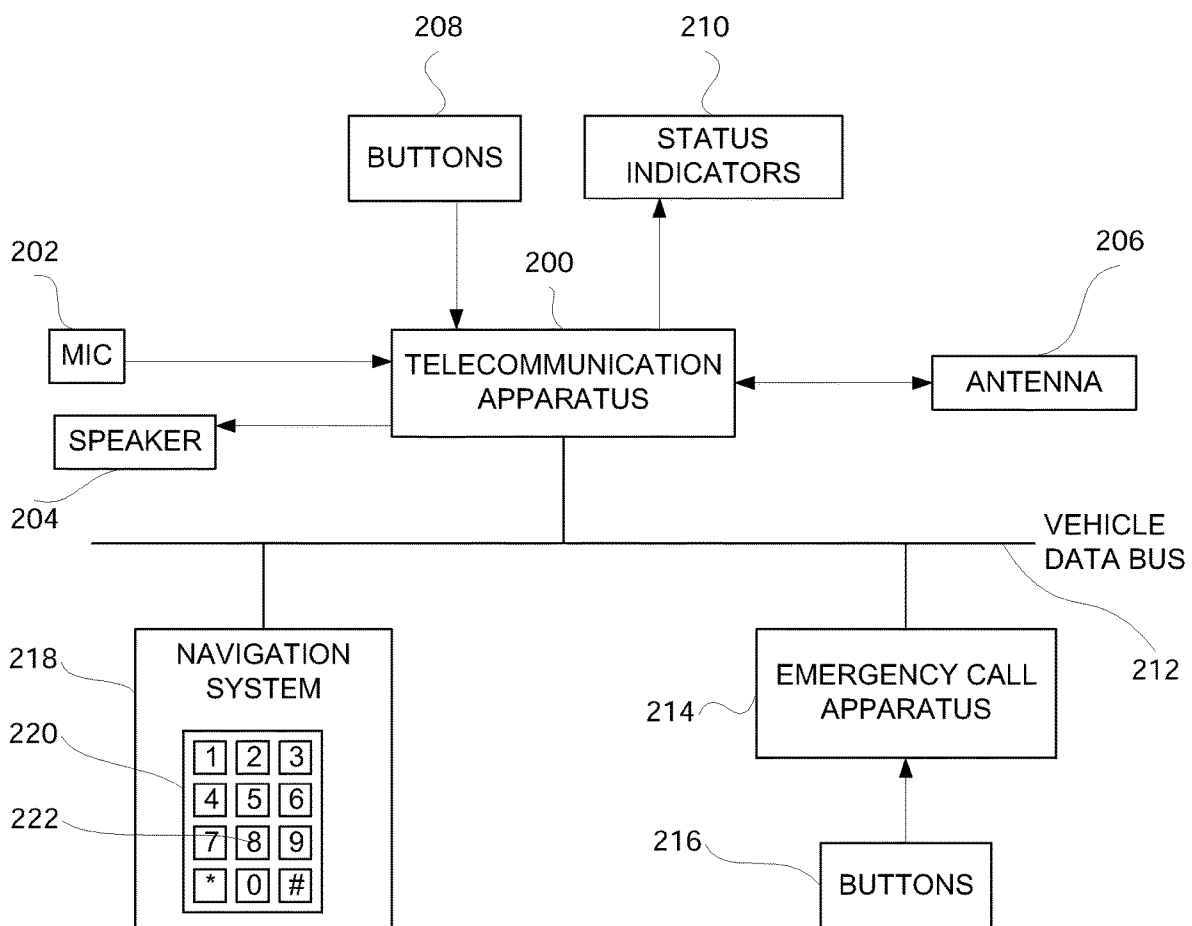 208
210
BUTTONS
STATUS
INDICATORS
202
200
206
MIC
TELECOMMUNICATION
APPARATUS
ANTENNA
SPEAKER
204
VEHICLE
DATA BUS
212
218
NAVIGATION
SYSTEM
214
EMERGENCY CALL
APPARATUS
220
1 2 3
4 5 6
222
7 8 9
* 0 #
216
BUTTONS